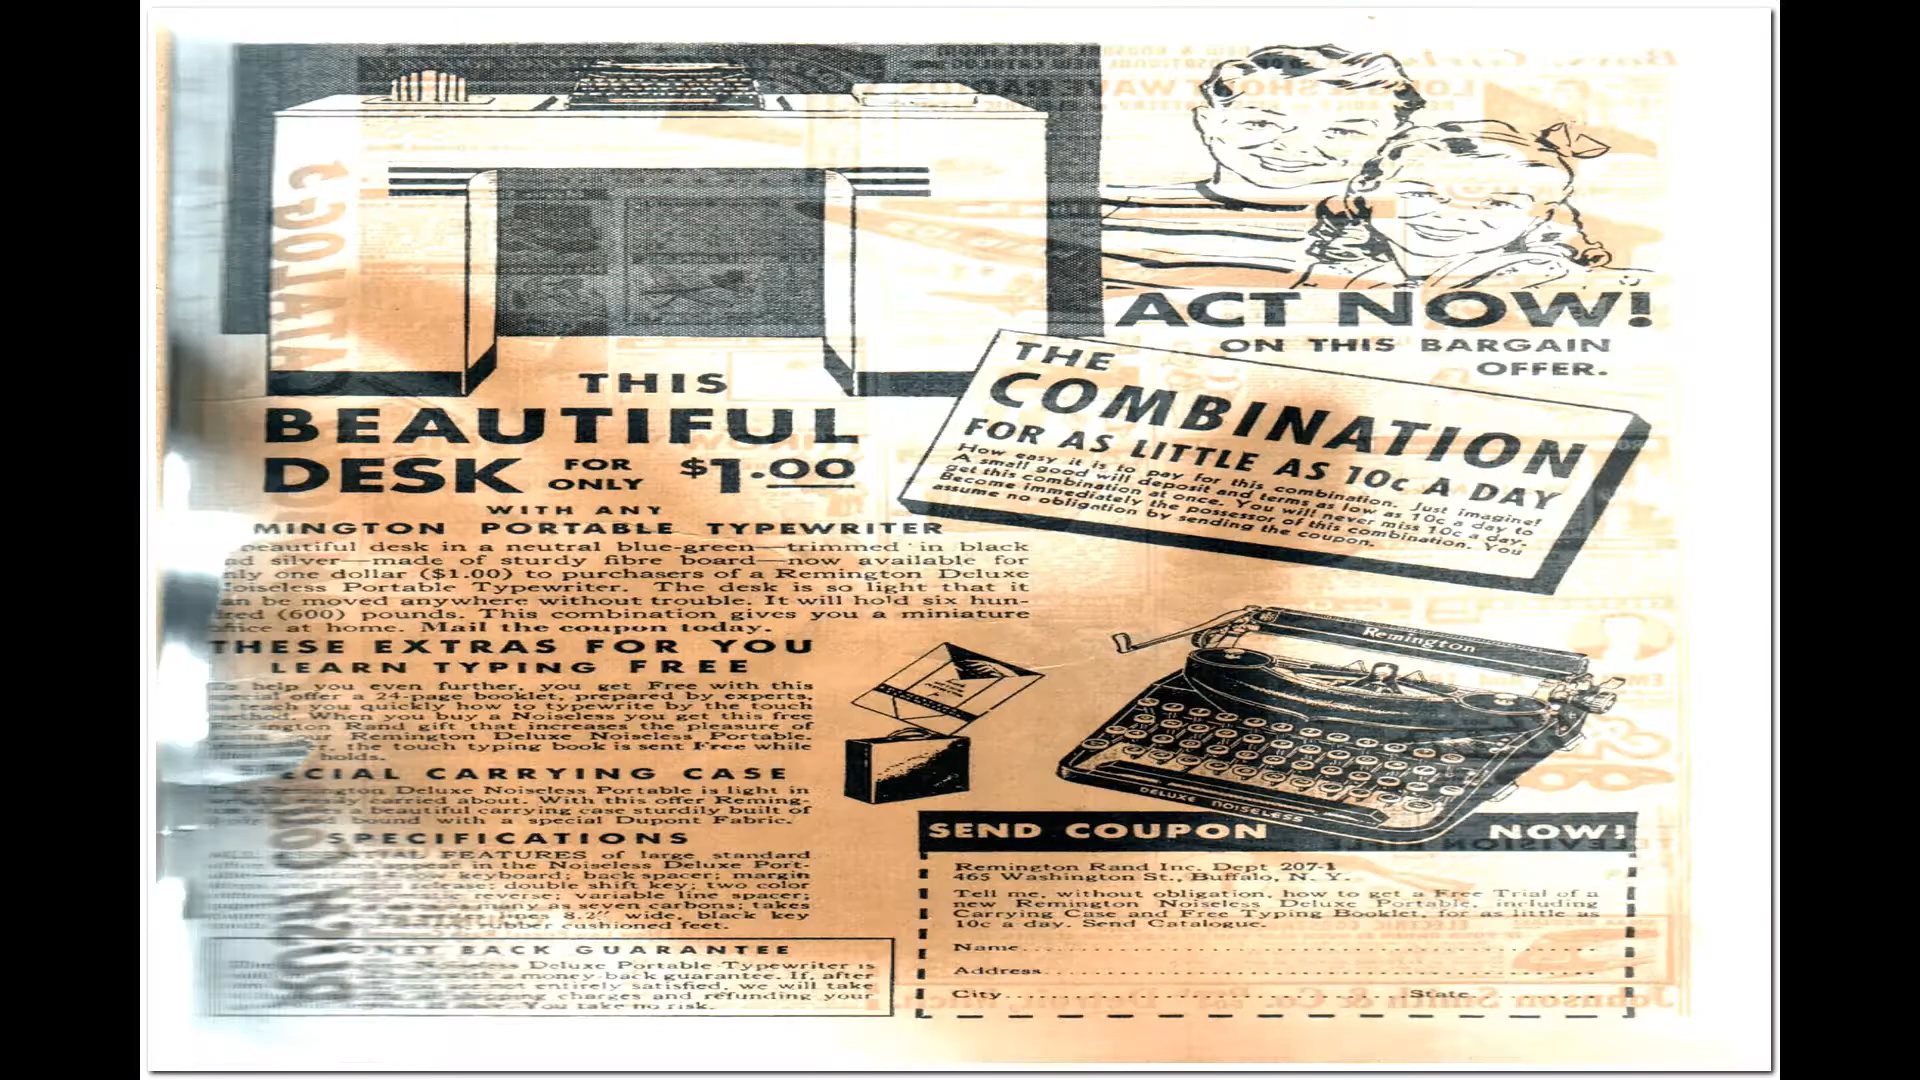 THIS
BEAUTIFUL
DESK FOR ONLY $1.00
WITH ANY
MINGTON PORTABLE TYPEWRITER
beautiful desk in a neutral blue-green—trimmed in black
silver—made of sturdy fibre board—now available for
one dollar ($1.00) to purchasers of a Remington Deluxe
Noiseless Portable Typewriter. The desk is so light that it
can be moved anywhere without trouble. It will hold six hun-
dred (600) pounds. This combination gives you a miniature
office at home. Mail the coupon today.
THESE EXTRAS FOR YOU
LEARN TYPING FREE
To help you even further, you get Free with this
special offer a 24-page booklet, prepared by experts,
to teach you quickly how to typewrite by the touch
method. When you buy a Noiseless you get this free
Remington Rand gift that increases the pleasure of
Remington Deluxe Noiseless Portable.
the touch typing book is sent Free while
holds.
ECIAL CARRYING CASE
Remington Deluxe Noiseless Portable is light in
carried about. With this offer Reming-
a beautiful carrying case sturdily built of
bound with a special Dupont Fabric.
SPECIFICATIONS
FEATURES of large standard
appear in the Noiseless Deluxe Port-
keyboard; back spacer; margin
release; double shift key; two color
reverse; variable line spacer;
many as seven carbons; takes
lines 8.2" wide, black key
rubber cushioned feet.
MONEY BACK GUARANTEE
Deluxe Portable Typewriter is
a money back guarantee. If, after
not entirely satisfied, we will take
charges and refunding your
You take no risk.
ACT NOW!
ON THIS BARGAIN
OFFER.
THE
COMBINATION
FOR AS LITTLE AS 10c A DAY
How easy it is to pay for this combination. Just imagine!
A small good will deposit and terms as low as 10c a day to
get this combination at once. You will never miss 10c a day.
Become immediately the possessor of this combination. You
assume no obligation by sending the coupon.
Remington
DELUXE NOISELESS
SEND COUPON NOW!
Remington Rand Inc. Dept 207-1
465 Washington St., Buffalo, N. Y.
Tell me, without obligation, how to get a Free Trial of a
new Remington Noiseless Deluxe Portable, including
Carrying Case and Free Typing Booklet, for as little as
10c a day. Send Catalogue.
Name
Address
City State